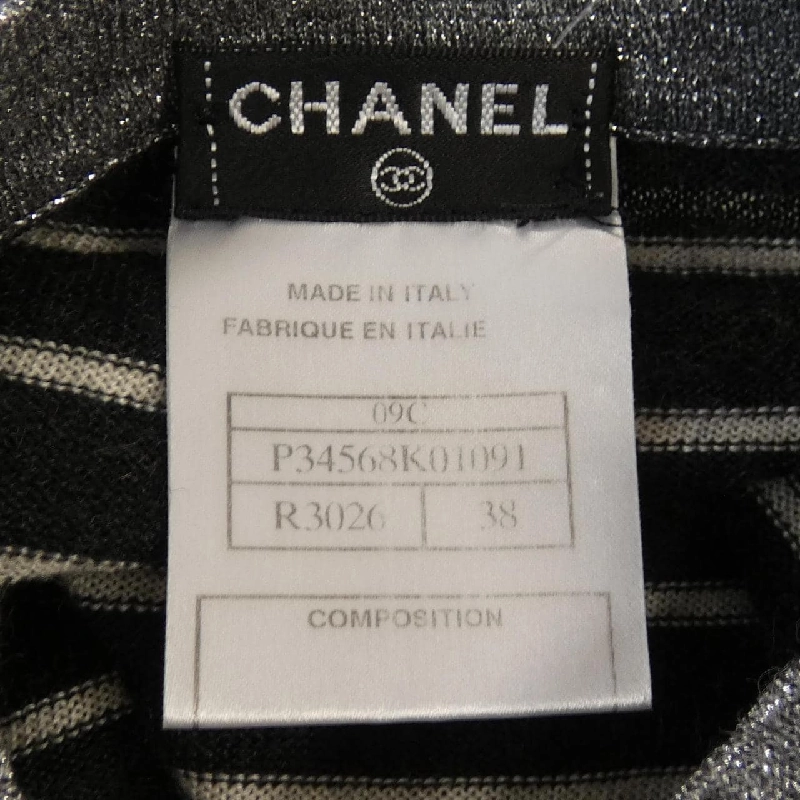 CHANEL
MADE IN ITALY
FABRIQUE EN ITALIE
09C
P34568K01091
R3026 38
COMPOSITION